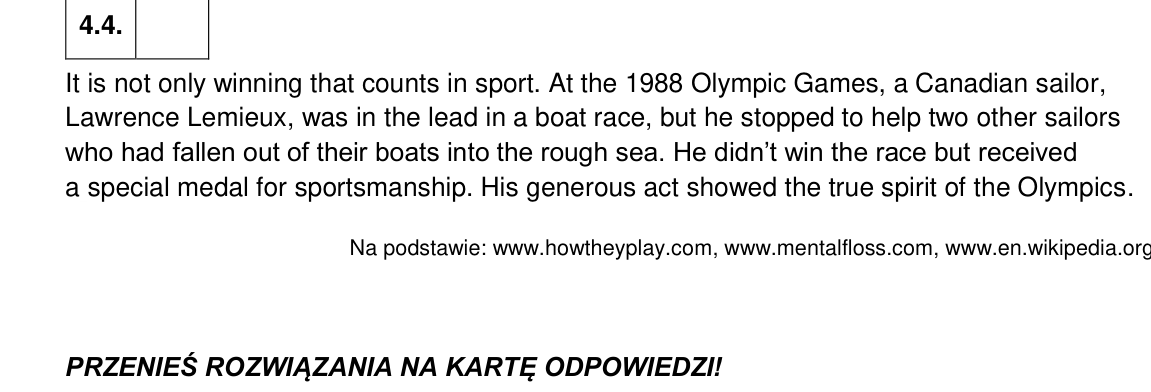 4.4.
It is not only winning that counts in sport. At the 1988 Olympic Games, a Canadian sailor,
Lawrence Lemieux, was in the lead in a boat race, but he stopped to help two other sailors
who had fallen out of their boats into the rough sea. He didn’t win the race but received
a special medal for sportsmanship. His generous act showed the true spirit of the Olympics.
Na podstawie: www.howtheyplay.com, www.mentalfloss.com, www.en.wikipedia.org
PRZENIEŚ ROZWIĄZANIA NA KARTĘ ODPOWIEDZI!